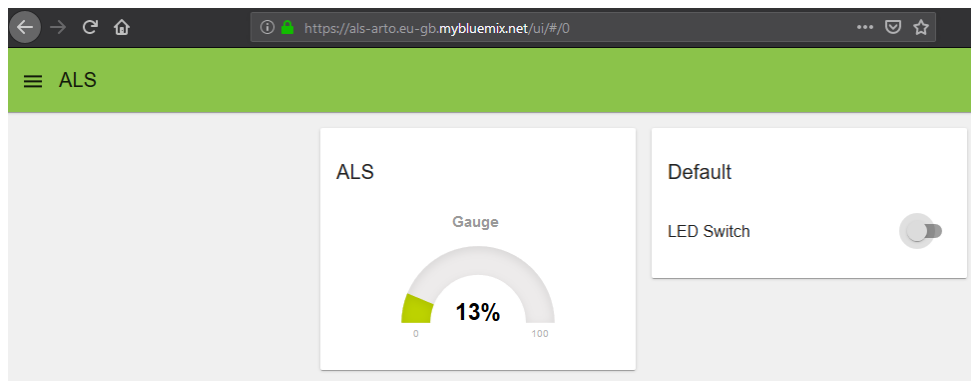 https://als-arto.eu-gb.mybluemix.net/ui/#/0
ALS
ALS
Gauge
13%
0
100
Default
LED Switch